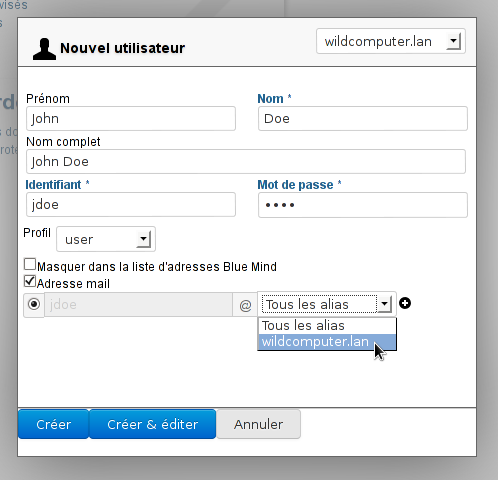 wisés
s
Nouvel utilisateur
wildcomputer.lan
Prénom
Nom *
John
Doe
Nom complet
John Doe
Identifiant *
Mot de passe *
jdoe
••••
Profil
user
Masquer dans la liste d'adresses Blue Mind
Adresse mail
jdoe
@
Tous les alias
Tous les alias
wildcomputer.lan
Créer
Créer & éditer
Annuler